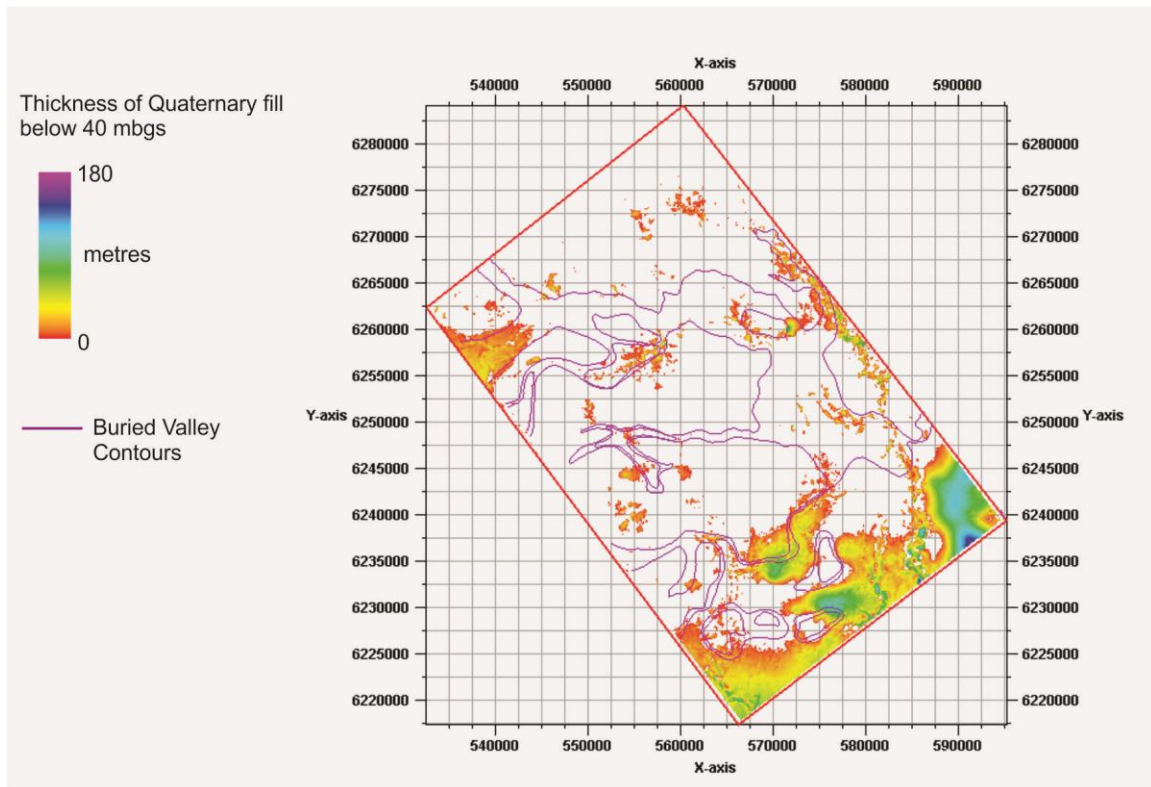 X-axis
540000 550000 560000 570000 580000 590000
Thickness of Quaternary fill
below 40 mbgs
180
metres
0
Buried Valley
Contours
Y-axis
6280000 6280000
6275000 6275000
6270000 6270000
6265000 6265000
6260000 6260000
6255000 6255000
6250000 6250000
Y-axis
6245000 6245000
6240000 6240000
6235000 6235000
6230000 6230000
6225000 6225000
6220000 6220000
540000 550000 560000 570000 580000 590000
X-axis